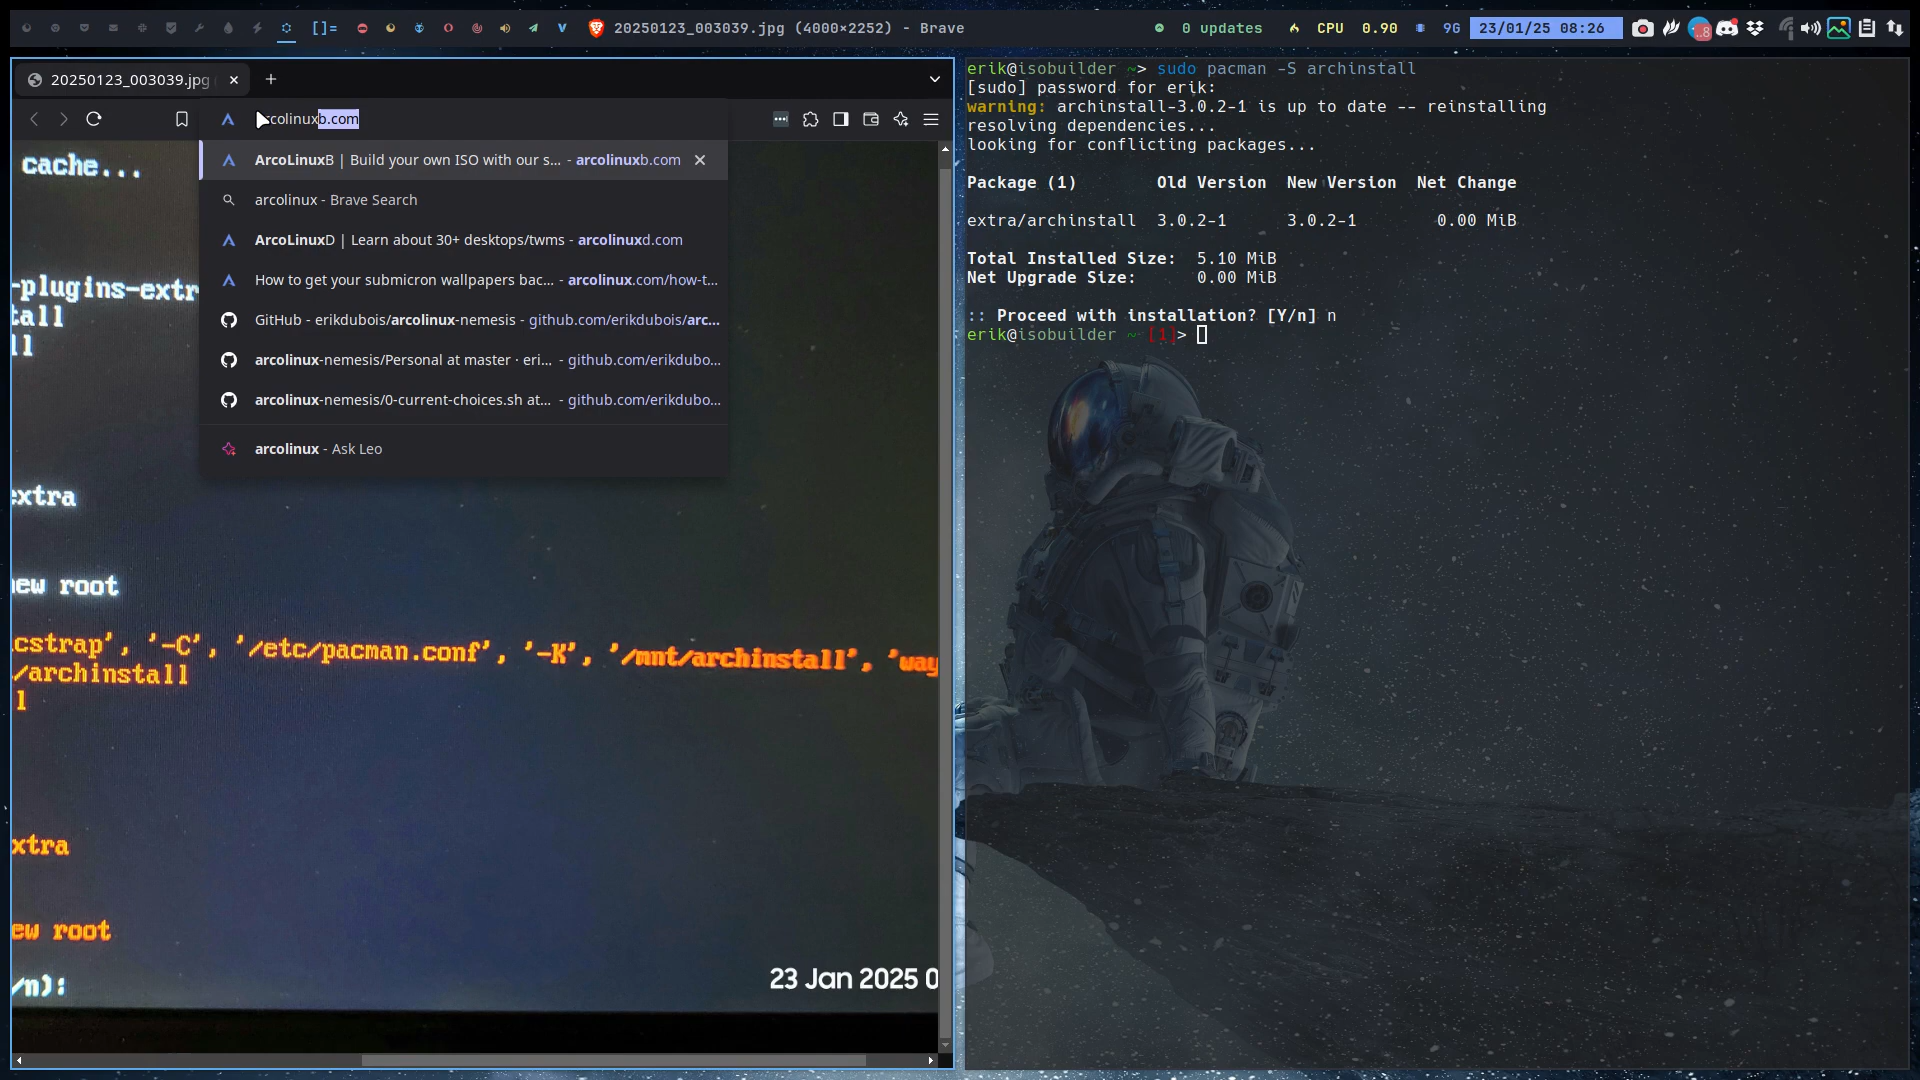 []=
20250123_003039.jpg (4000×2252) - Brave
0 updates
CPU 0.90
9G
23/01/25 08:26
..8
20250123_003039.jpg
arcolinuxb.com
ArcoLinuxB | Build your own ISO with our s... - arcolinuxb.com
arcolinux - Brave Search
ArcoLinuxD | Learn about 30+ desktops/twms - arcolinuxd.com
How to get your submicron wallpapers bac... - arcolinux.com/how-t...
GitHub - erikdubois/arcolinux-nemesis - github.com/erikdubois/arc...
arcolinux-nemesis/Personal at master · eri... - github.com/erikdubo...
arcolinux-nemesis/0-current-choices.sh at... - github.com/erikdubo...
arcolinux - Ask Leo
cache...
-plugins-extr
tall
ll
extra
new root
cstrap', '-C', '/etc/pacman.conf', '-K', '/mnt/archinstall', 'way
/archinstall
l
xtra
ew root
/n):
23 Jan 2025 0
erik@isobuilder ~> sudo pacman -S archinstall
[sudo] password for erik:
warning: archinstall-3.0.2-1 is up to date -- reinstalling
resolving dependencies...
looking for conflicting packages...
Package (1) Old Version New Version Net Change
extra/archinstall 3.0.2-1 3.0.2-1 0.00 MiB
Total Installed Size: 5.10 MiB
Net Upgrade Size: 0.00 MiB
:: Proceed with installation? [Y/n] n
erik@isobuilder ~ [1]>